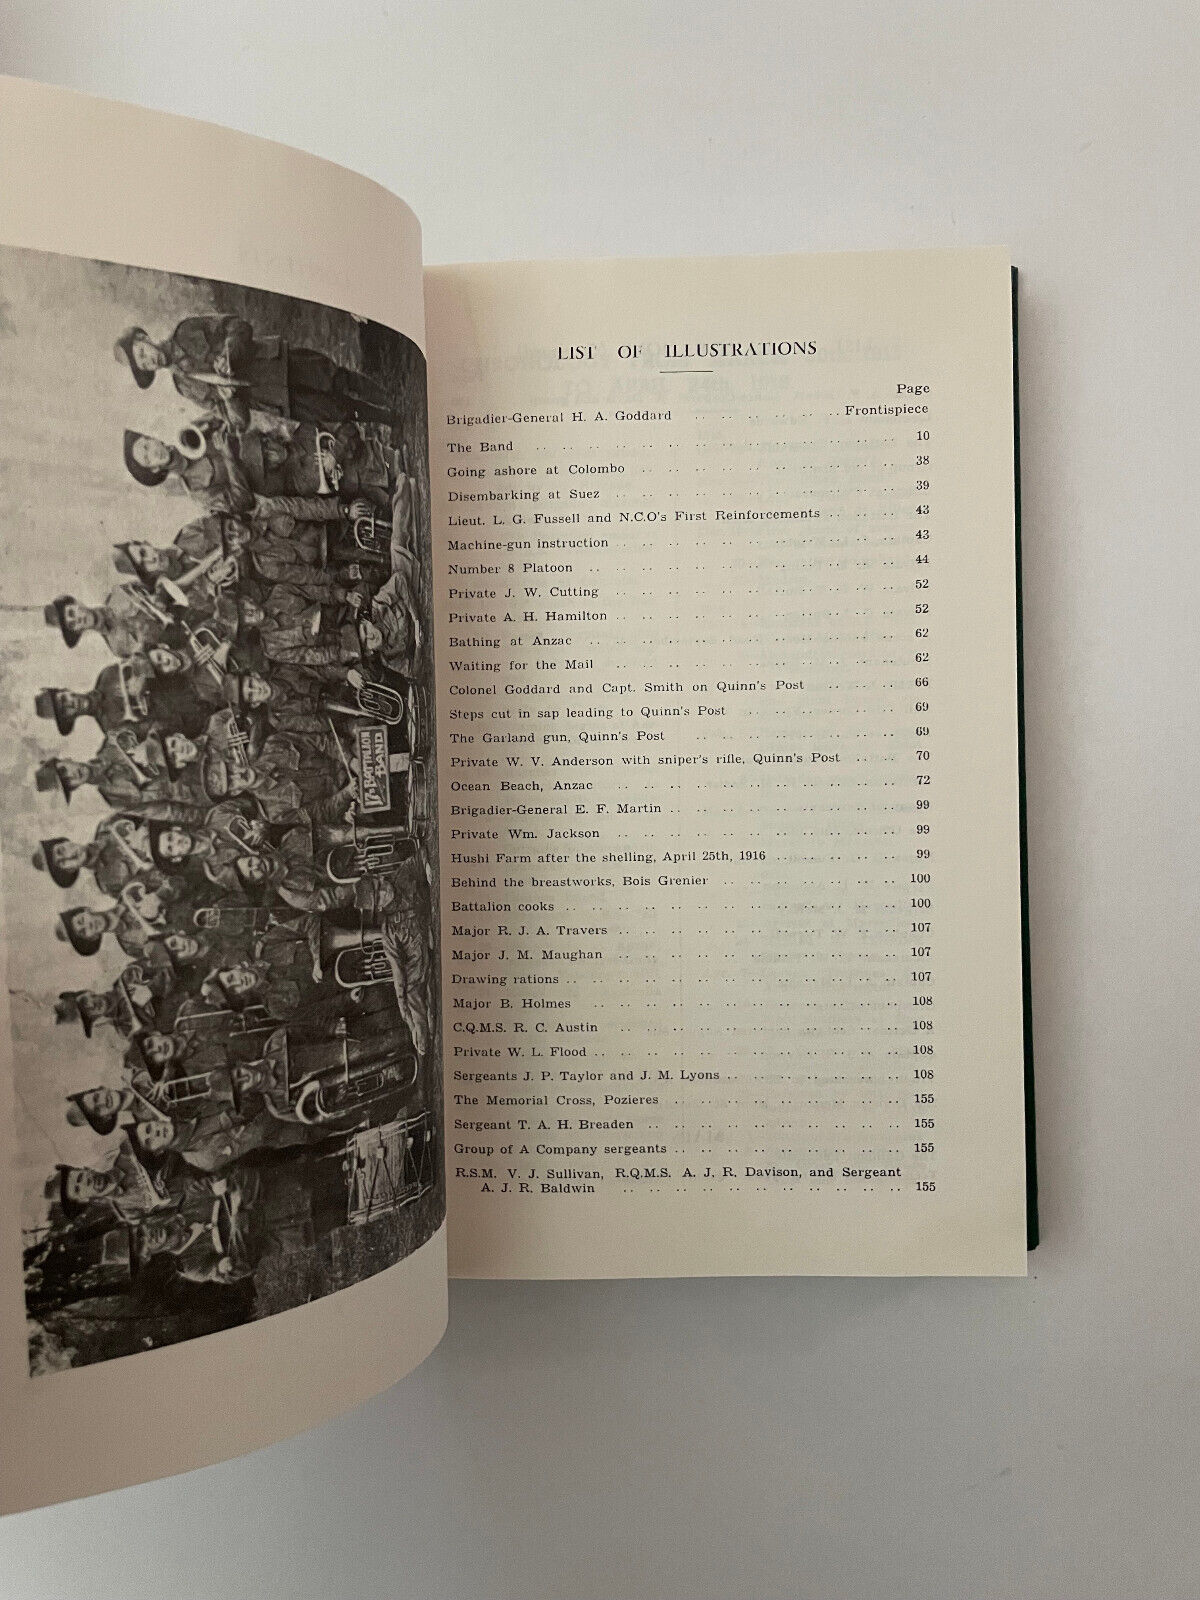 LIST OF ILLUSTRATIONS
Page
Brigadier-General H. A. Goddard .. .. .. .. .. .. Frontispiece
The Band .. .. .. .. .. .. .. .. .. .. .. .. .. .. 10
Going ashore at Colombo .. .. .. .. .. .. .. .. .. .. 38
Disembarking at Suez .. .. .. .. .. .. .. .. .. .. .. 39
Lieut. L. G. Fussell and N.C.O's First Reinforcements .. .. .. 43
Machine-gun instruction .. .. .. .. .. .. .. .. .. .. .. 43
Number 8 Platoon .. .. .. .. .. .. .. .. .. .. .. .. 44
Private J. W. Cutting .. .. .. .. .. .. .. .. .. .. .. 52
Private A. H. Hamilton .. .. .. .. .. .. .. .. .. .. .. 52
Bathing at Anzac .. .. .. .. .. .. .. .. .. .. .. .. 62
Waiting for the Mail .. .. .. .. .. .. .. .. .. .. .. 62
Colonel Goddard and Capt. Smith on Quinn's Post .. .. .. 66
Steps cut in sap leading to Quinn's Post .. .. .. .. .. .. 69
The Garland gun, Quinn's Post .. .. .. .. .. .. .. .. 69
Private W. V. Anderson with sniper's rifle, Quinn's Post .. .. 70
Ocean Beach, Anzac .. .. .. .. .. .. .. .. .. .. .. 72
Brigadier-General E. F. Martin .. .. .. .. .. .. .. .. .. 99
Private Wm. Jackson .. .. .. .. .. .. .. .. .. .. .. 99
Hushi Farm after the shelling, April 25th, 1916 .. .. .. .. .. 99
Behind the breastworks, Bois Grenier .. .. .. .. .. .. .. 100
Battalion cooks .. .. .. .. .. .. .. .. .. .. .. .. .. 100
Major R. J. A. Travers .. .. .. .. .. .. .. .. .. .. .. 107
Major J. M. Maughan .. .. .. .. .. .. .. .. .. .. .. 107
Drawing rations .. .. .. .. .. .. .. .. .. .. .. .. .. 107
Major B. Holmes .. .. .. .. .. .. .. .. .. .. .. .. 108
C.Q.M.S. R. C. Austin .. .. .. .. .. .. .. .. .. .. .. 108
Private W. L. Flood .. .. .. .. .. .. .. .. .. .. .. .. 108
Sergeants J. P. Taylor and J. M. Lyons .. .. .. .. .. .. .. 108
The Memorial Cross, Pozieres .. .. .. .. .. .. .. .. .. 155
Sergeant T. A. H. Breaden .. .. .. .. .. .. .. .. .. .. 155
Group of A Company sergeants .. .. .. .. .. .. .. .. .. 155
R.S.M. V. J. Sullivan, R.Q.M.S. A. J. R. Davison, and Sergeant
A. J. R. Baldwin .. .. .. .. .. .. .. .. .. .. .. 155
BATTALION
BAND